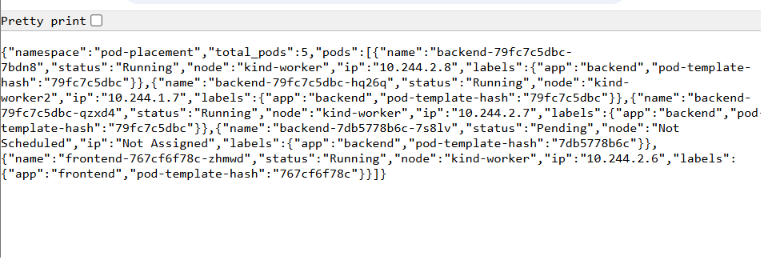 Pretty print
{"namespace":"pod-placement","total_pods":5,"pods":[{"name":"backend-79fc7c5dbc-
7bdn8","status":"Running","node":"kind-worker","ip":"10.244.2.8","labels":{"app":"backend","pod-template-
hash":"79fc7c5dbc"}},{"name":"backend-79fc7c5dbc-hq26q","status":"Running","node":"kind-
worker2","ip":"10.244.1.7","labels":{"app":"backend","pod-template-hash":"79fc7c5dbc"}},{"name":"backend-
79fc7c5dbc-qzxd4","status":"Running","node":"kind-worker","ip":"10.244.2.7","labels":{"app":"backend","pod-
template-hash":"79fc7c5dbc"}},{"name":"backend-7db5778b6c-7s8lv","status":"Pending","node":"Not
Scheduled","ip":"Not Assigned","labels":{"app":"backend","pod-template-hash":"7db5778b6c"}},
{"name":"frontend-767cf6f78c-zhmwd","status":"Running","node":"kind-worker","ip":"10.244.2.6","labels":
{"app":"frontend","pod-template-hash":"767cf6f78c"}}]}